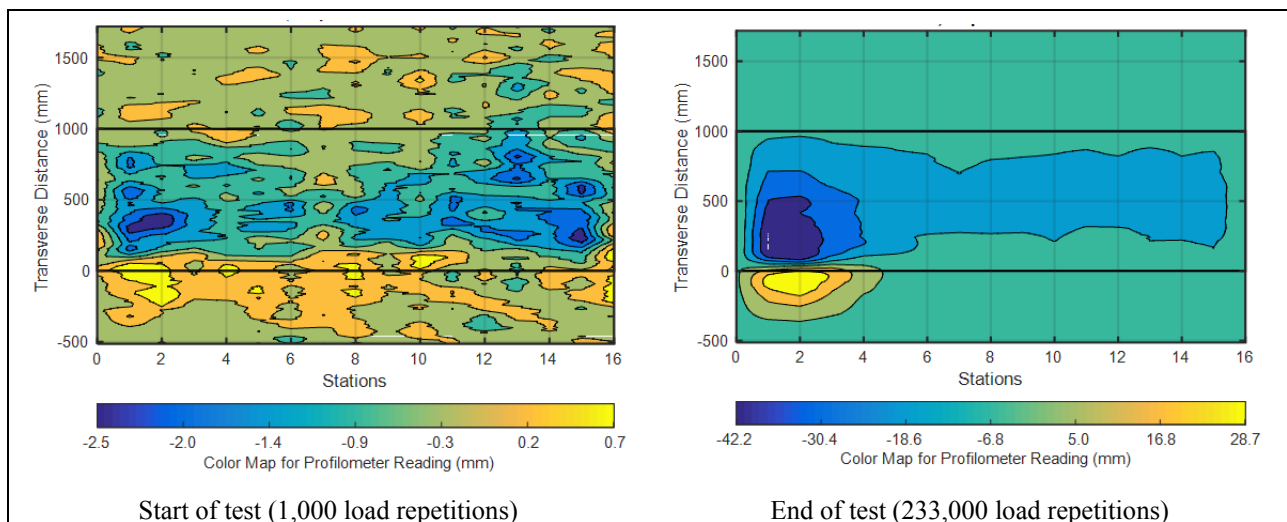 1500
1000
500
0
-500
Transverse Distance (mm)
0 2 4 6 8 10 12 14 16
Stations
-2.5 -2.0 -1.4 -0.9 -0.3 0.2 0.7
Color Map for Profilometer Reading (mm)
Start of test (1,000 load repetitions)
1500
1000
500
0
-500
Transverse Distance (mm)
0 2 4 6 8 10 12 14 16
Stations
-42.2 -30.4 -18.6 -6.8 5.0 16.8 28.7
Color Map for Profilometer Reading (mm)
End of test (233,000 load repetitions)